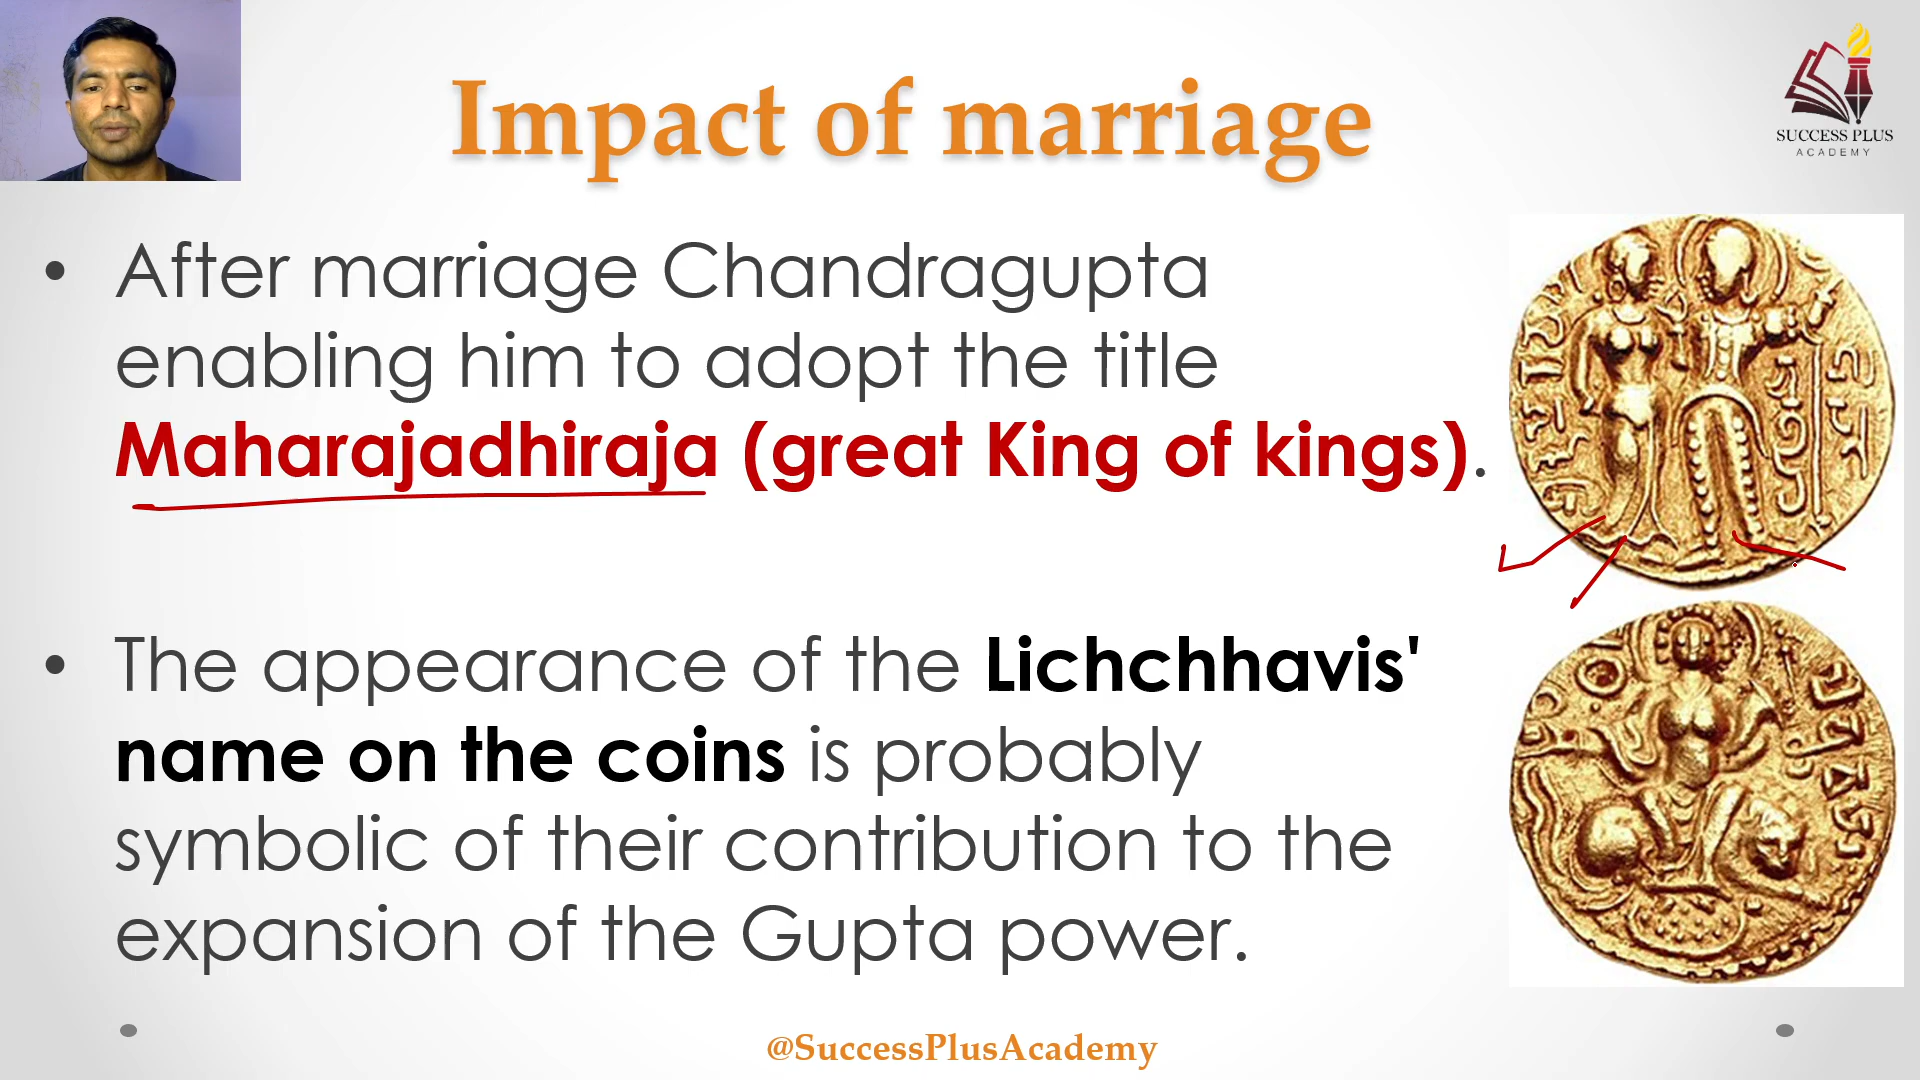 Impact of marriage
SUCCESS PLUS
ACADEMY
• After marriage Chandragupta
enabling him to adopt the title
Maharajadhiraja (great King of kings).
• The appearance of the Lichchhavis'
name on the coins is probably
symbolic of their contribution to the
expansion of the Gupta power.
@SuccessPlusAcademy